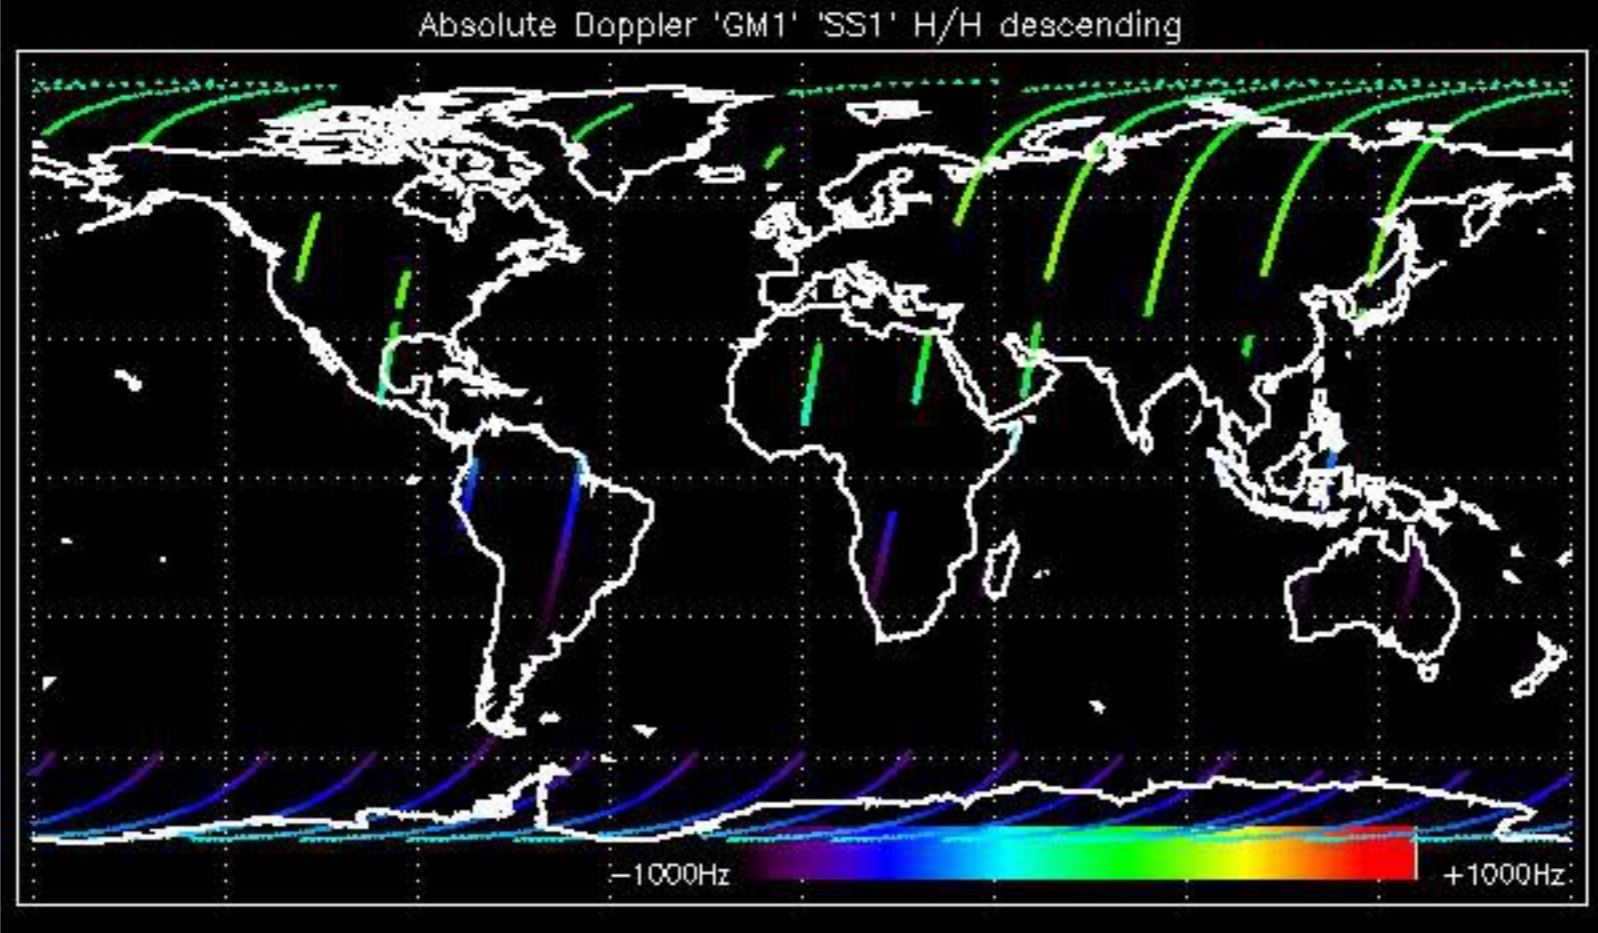 Absolute Doppler 'GM1' 'SS1' H/H descending
−1000Hz
+1000Hz